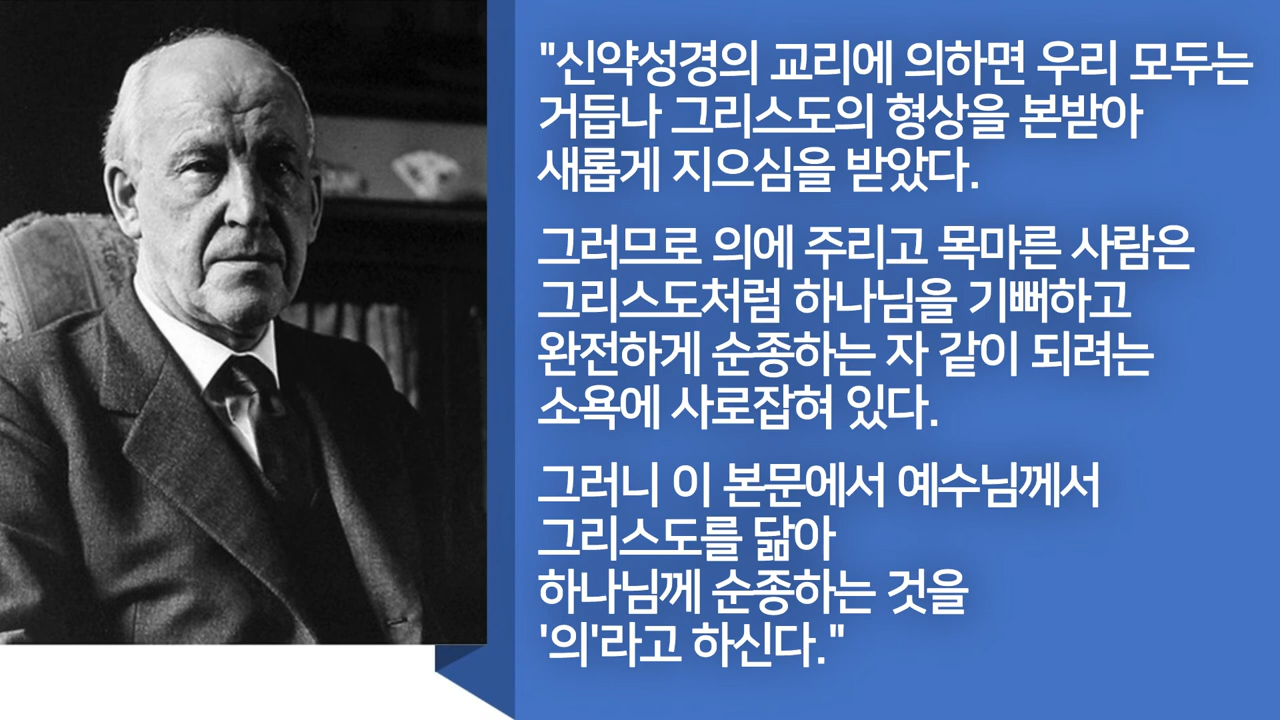 "신약성경의 교리에 의하면 우리 모두는
거듭나 그리스도의 형상을 본받아
새롭게 지으심을 받았다.
그러므로 의에 주리고 목마른 사람은
그리스도처럼 하나님을 기뻐하고
완전하게 순종하는 자 같이 되려는
소욕에 사로잡혀 있다.
그러니 이 본문에서 예수님께서
그리스도를 닮아
하나님께 순종하는 것을
'의'라고 하신다."